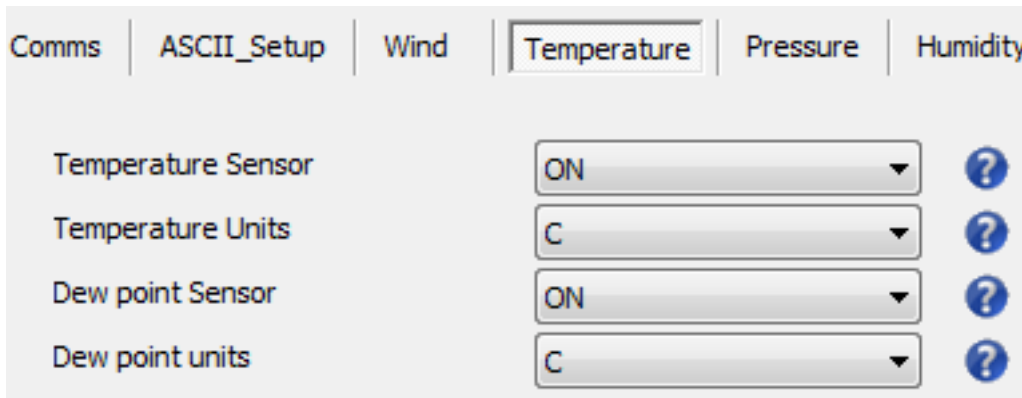 Comms ASCII_Setup Wind Temperature Pressure Humidity
Temperature Sensor ON ?
Temperature Units C ?
Dew point Sensor ON ?
Dew point units C ?